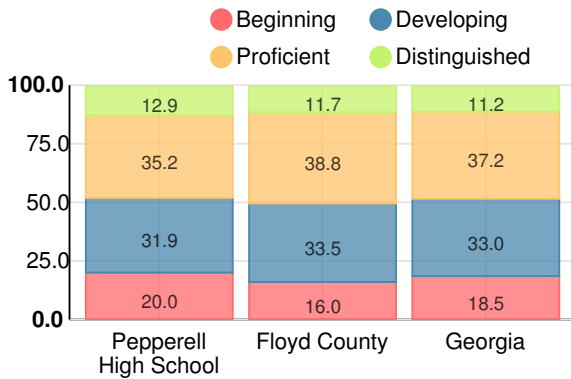 Beginning Developing
Proficient Distinguished
100.0
75.0
50.0
25.0
0.0
12.9 11.7 11.2
35.2 38.8 37.2
31.9 33.5 33.0
20.0 16.0 18.5
Pepperell
High School
Floyd County
Georgia